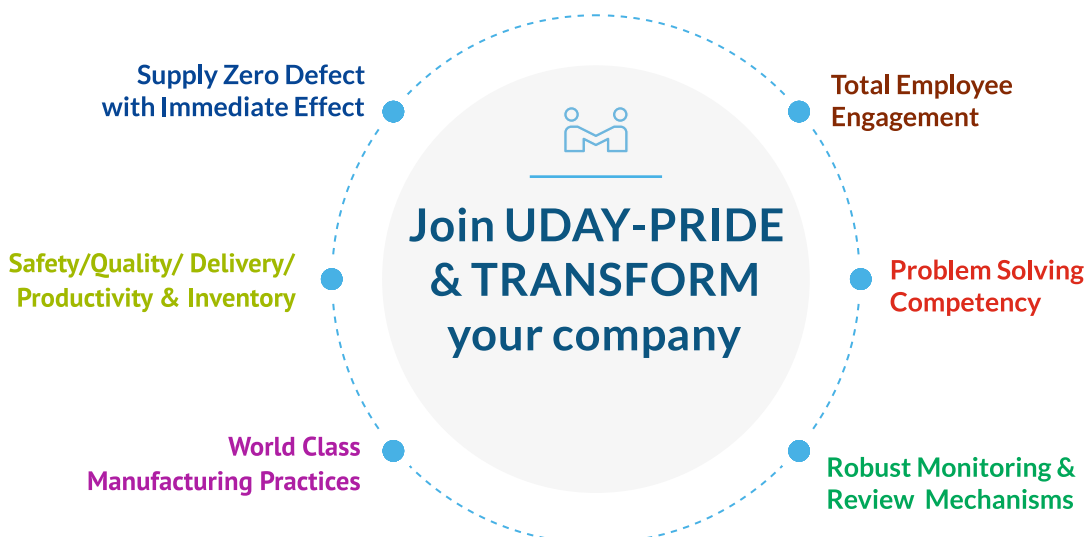 Supply Zero Defect
with Immediate Effect
Total Employee
Engagement
Join UDAY-PRIDE
& TRANSFORM
your company
Safety/Quality/ Delivery/
Productivity & Inventory
Problem Solving
Competency
World Class
Manufacturing Practices
Robust Monitoring &
Review Mechanisms